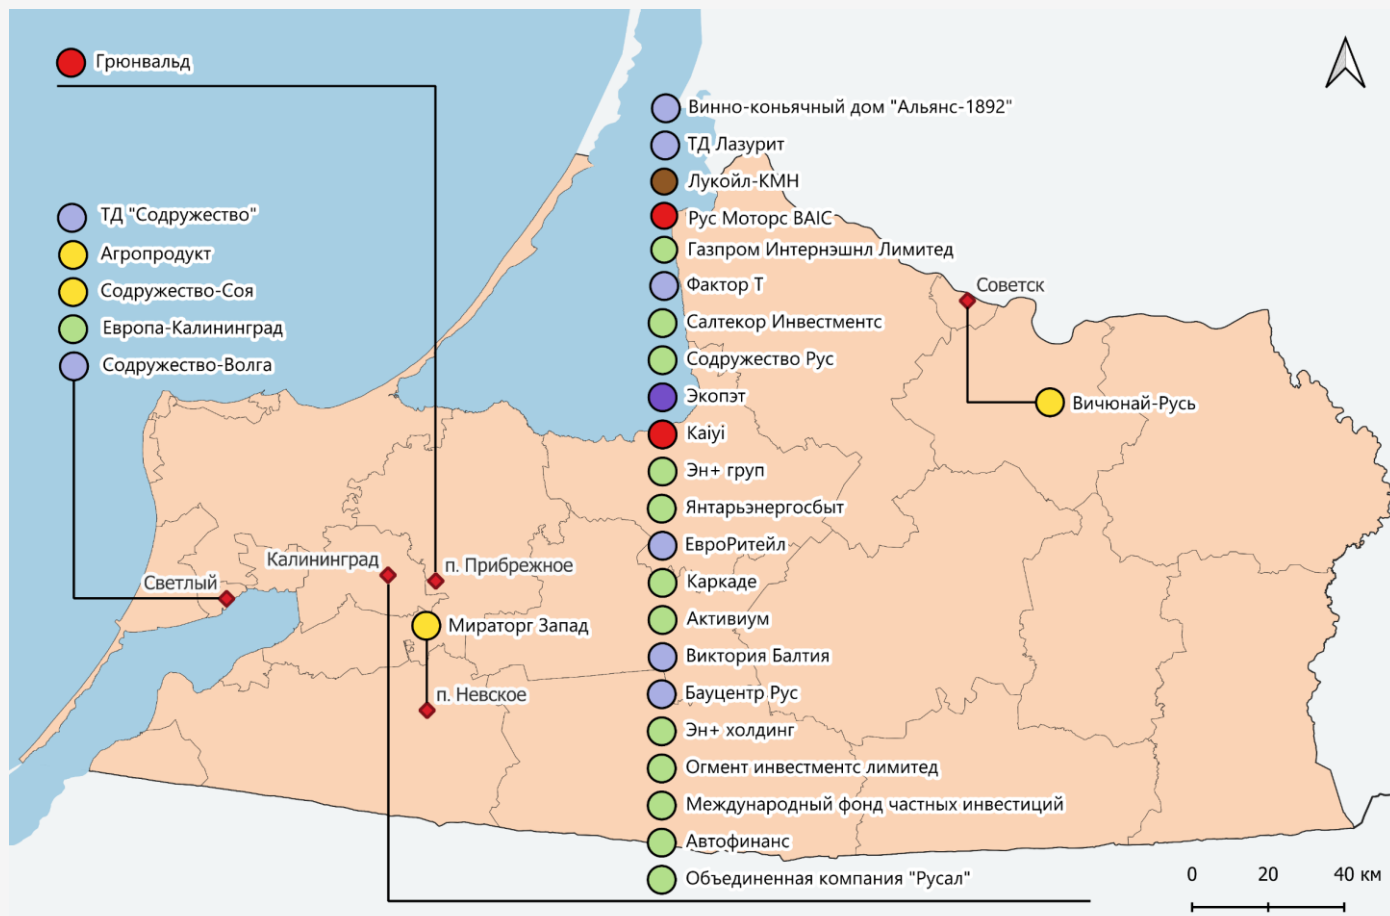 Грюнвальд
ТД "Содружество"
Агропродукт
Содружество-Соя
Европа-Калининград
Содружество-Волга
Винно-коньячный дом "Альянс-1892"
ТД Лазурит
Лукойл-КМН
Рус Моторс BAIC
Газпром Интернэшнл Лимитед
Фактор Т
Салтекор Инвестментс
Содружество Рус
Экопэт
Kaiyi
Эн+ груп
Янтарьэнергосбыт
ЕвроРитейл
Каркаде
Активиум
Виктория Балтия
Бауцентр Рус
Эн+ холдинг
Огмент инвестментс лимитед
Международный фонд частных инвестиций
Автофинанс
Объединенная компания "Русал"
Советск
Вичюнай-Русь
Калининград
п. Прибрежное
Светлый
Мираторг Запад
п. Невское
0 20 40 км